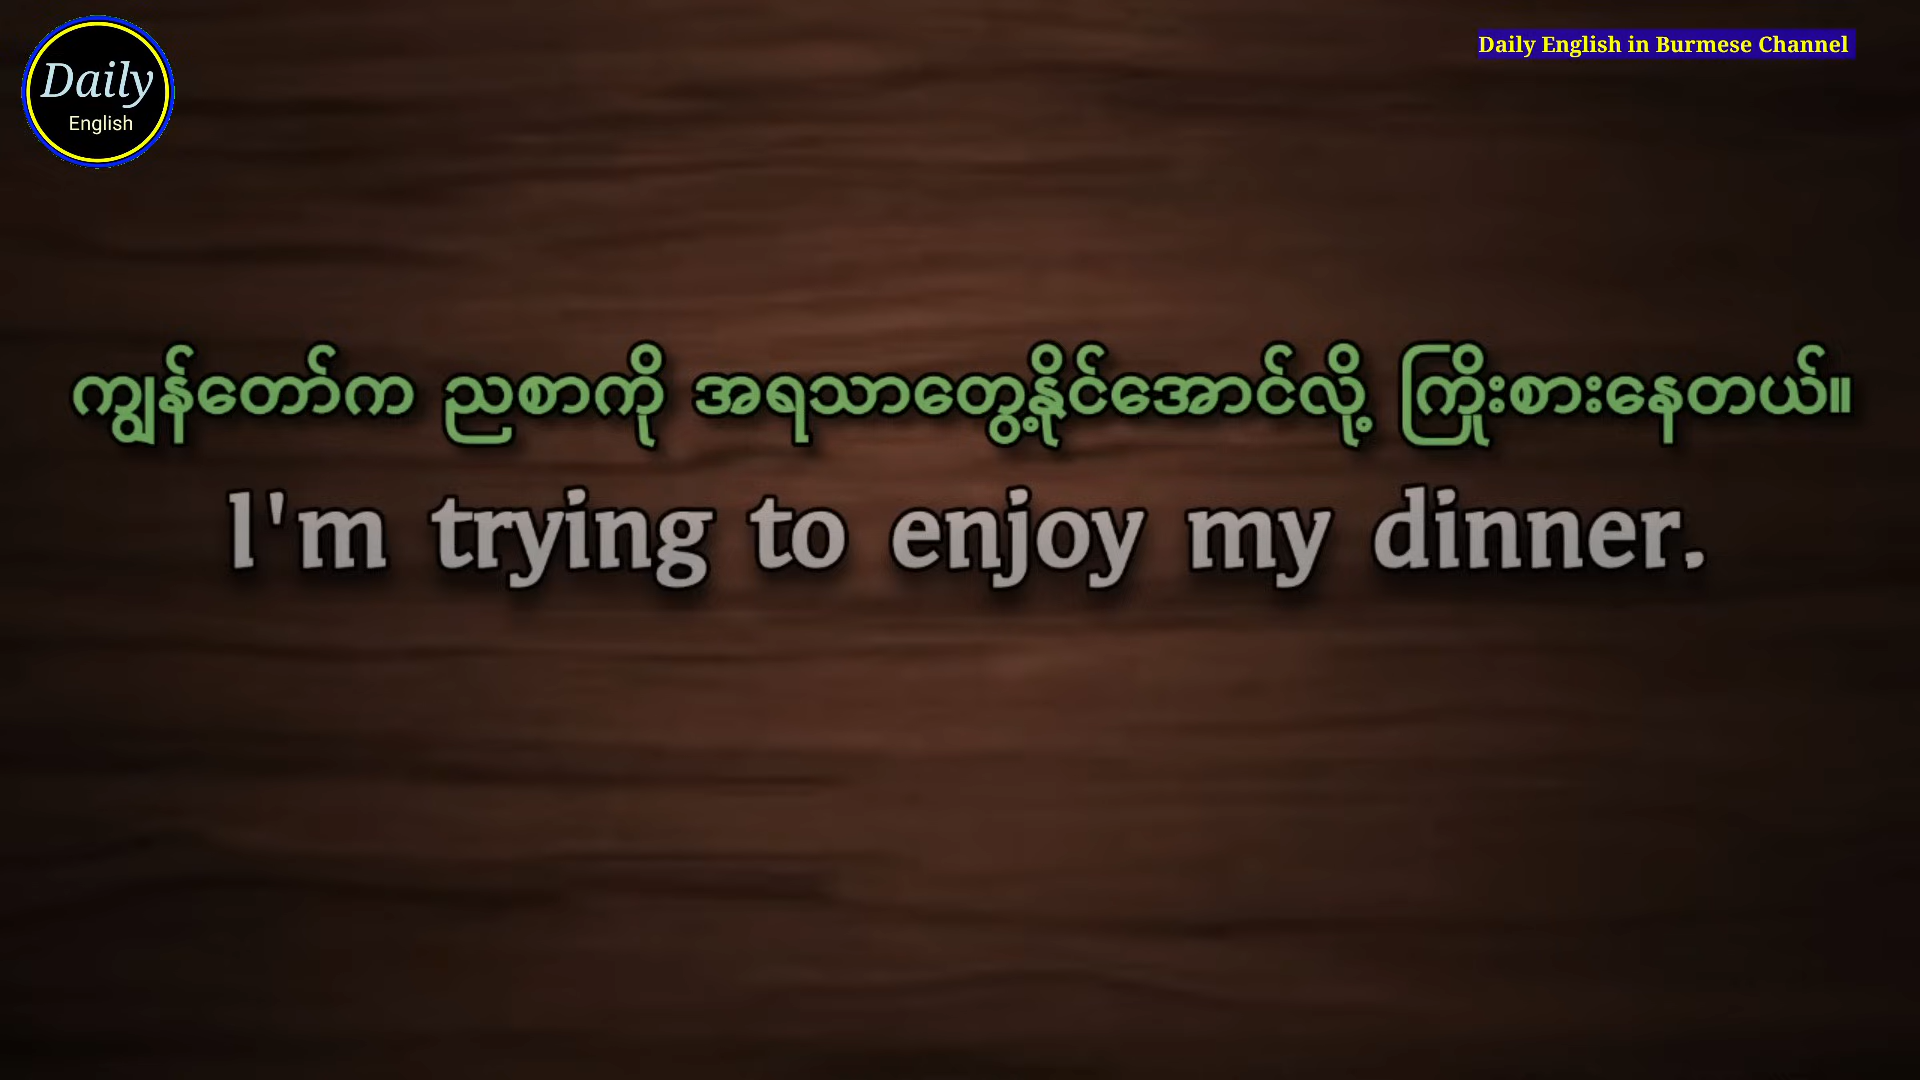 Daily
English
Daily English in Burmese Channel
ကျွန်တော်က ညစာကို အရသာတွေ့နိုင်အောင်လို့ ကြိုးစားနေတယ်။
I'm trying to enjoy my dinner.